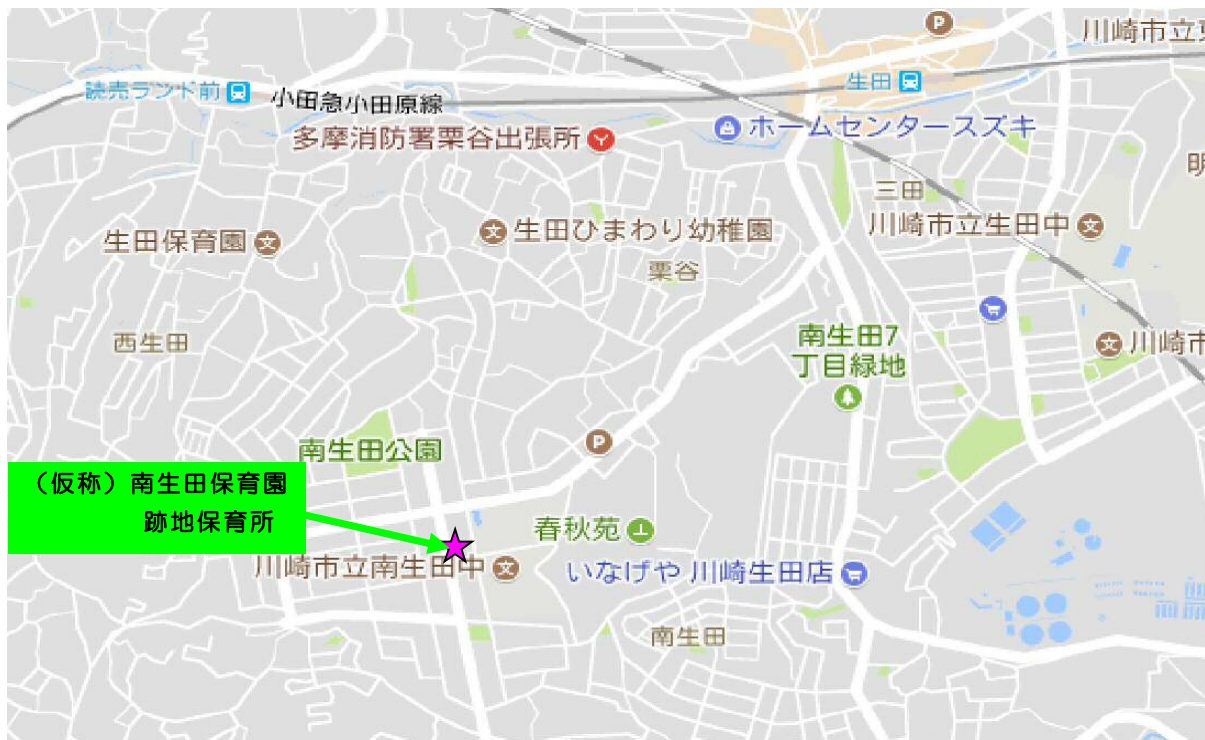 川崎市立
読売ランド前
小田急小田原線
生田
多摩消防署栗谷出張所
ホームセンタースズキ
明
三田
川崎市立生田中
生田保育園
生田ひまわり幼稚園
栗谷
西生田
南生田7
丁目緑地
川崎市
南生田公園
（仮称）南生田保育園
跡地保育所
春秋苑
川崎市立南生田中
いなげや 川崎生田店
南生田